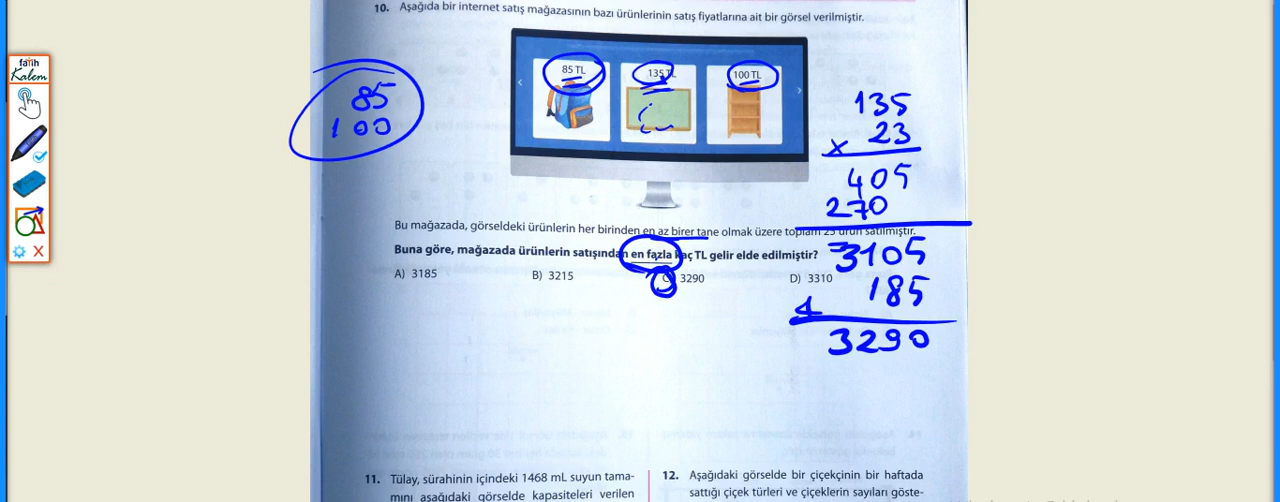 10. Aşağıda bir internet satış mağazasının bazı ürünlerinin satış fiyatlarına ait bir görsel verilmiştir.
fatih
Kalem
85 TL
135 TL
100 TL
85
100
135
x 23
405
270
3105
185
3290
Bu mağazada, görseldeki ürünlerin her birinden en az birer tane olmak üzere toplam 23 ürün satılmıştır.
Buna göre, mağazada ürünlerin satışından en fazla kaç TL gelir elde edilmiştir?
A) 3185 B) 3215 C) 3290 D) 3310
11. Tülay, sürahinin içindeki 1468 mL suyun tama-
mını aşağıdaki görselde kapasiteleri verilen
12. Aşağıdaki görselde bir çiçekçinin bir haftada
sattığı çiçek türleri ve çiçeklerin sayıları göste-